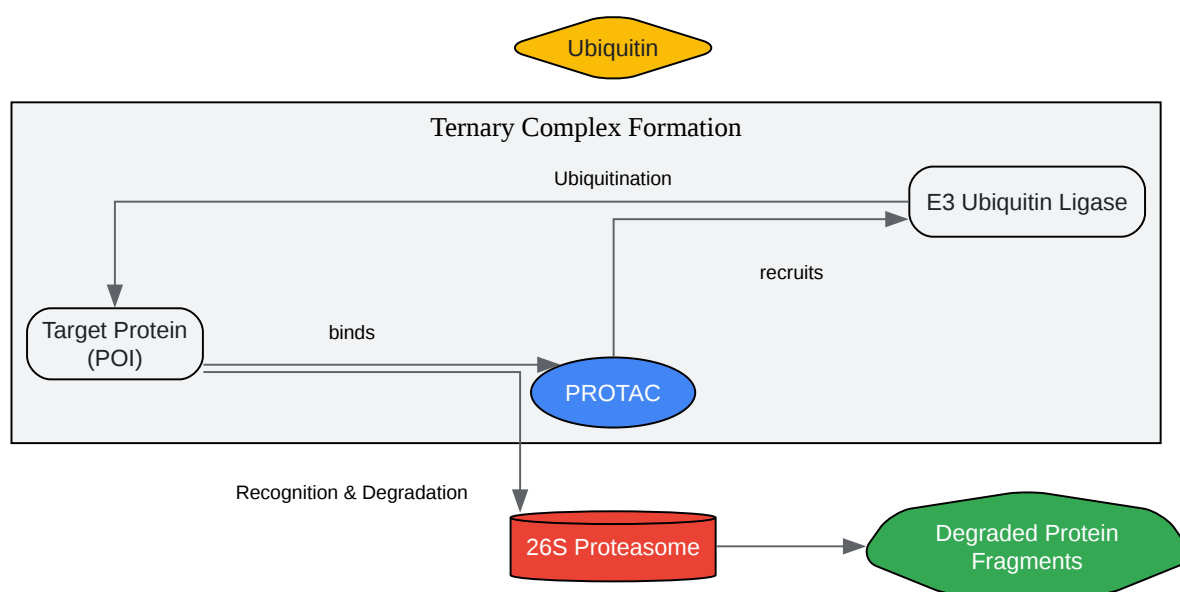 Ubiquitin
Ternary Complex Formation
Ubiquitination
E3 Ubiquitin Ligase
recruits
Target Protein
(POI)
binds
PROTAC
Recognition & Degradation
26S Proteasome
Degraded Protein
Fragments